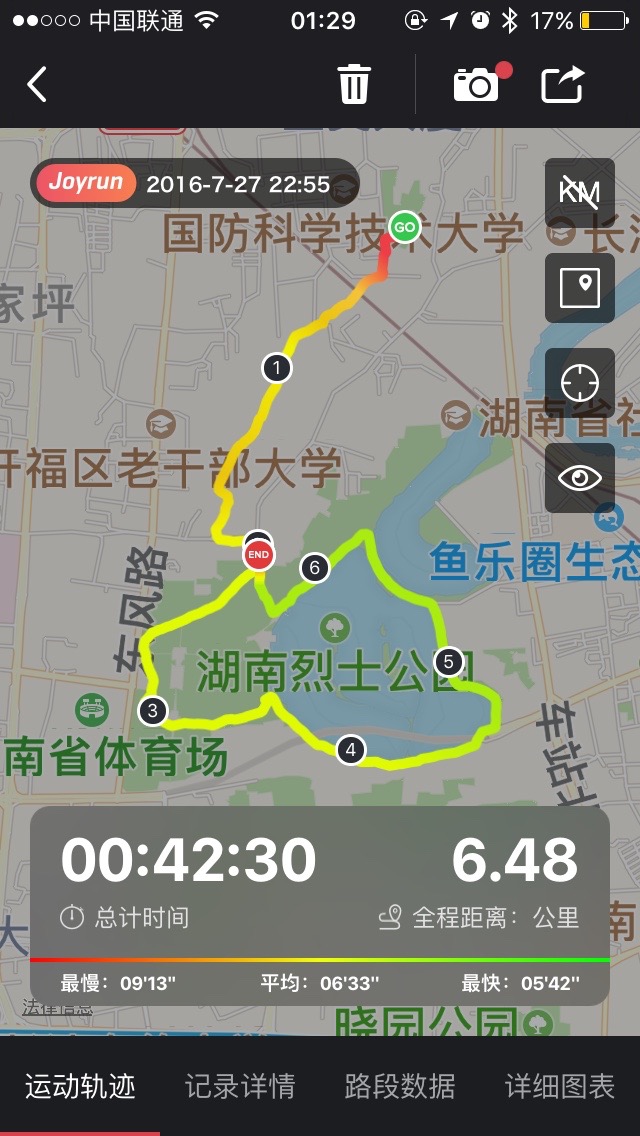 中国联通 01:29 17%
Joyrun 2016-7-27 22:55
KM
国防科学技术大学
GO
长
家坪
1
湖南省社
开福区老干部大学
END
6
鱼乐圈生态
东风路
湖南烈士公园
5
3
4
南省体育场
车站北
00:42:30 6.48
总计时间 全程距离：公里
大
南
最慢：09'13" 平均：06'33" 最快：05'42"
法律信息
晓园公园
运动轨迹 记录详情 路段数据 详细图表